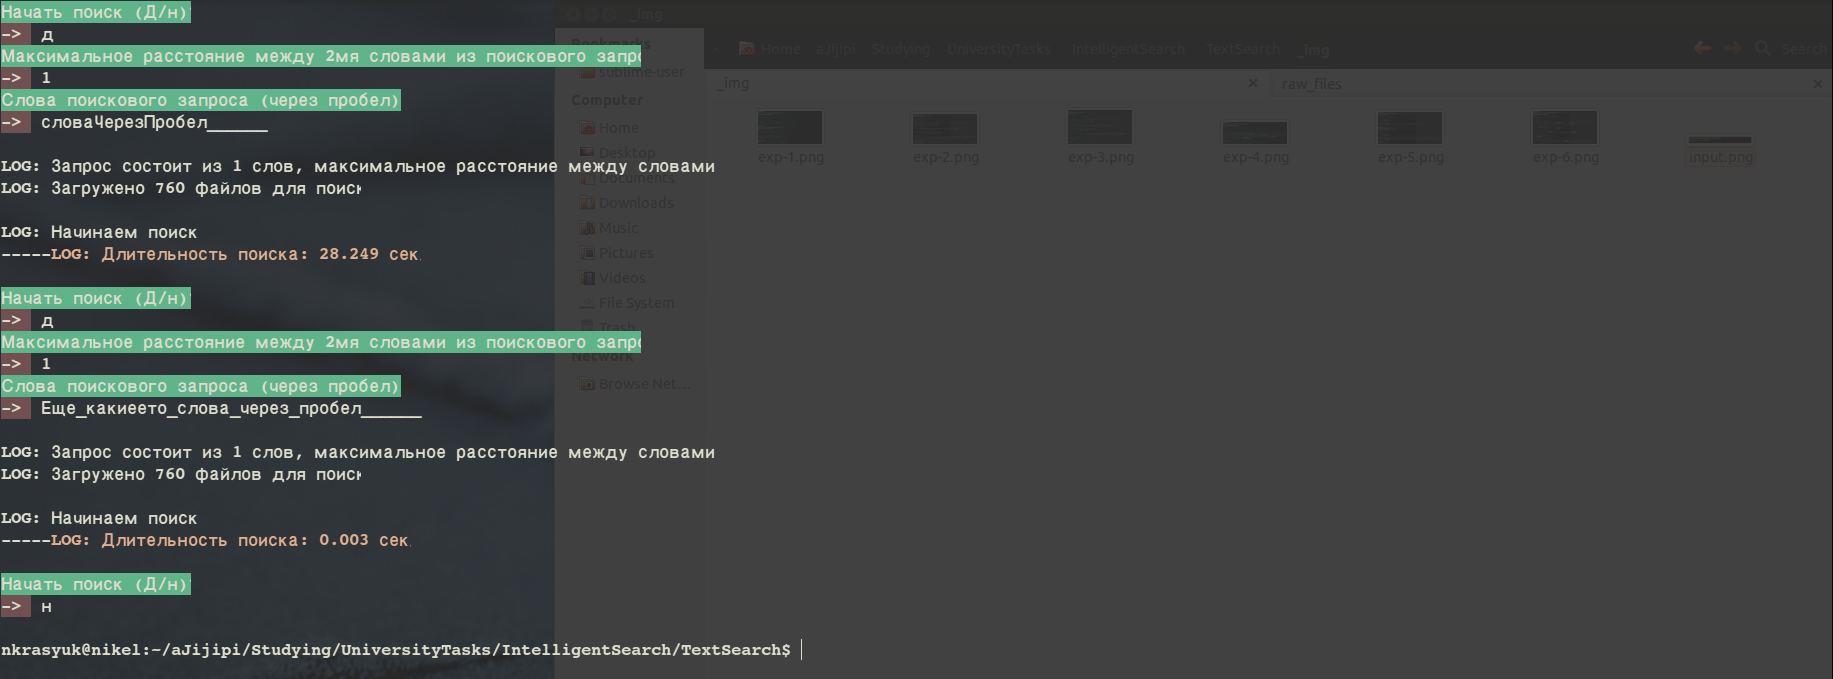 Начать поиск (Д/н)
-> д
Максимальное расстояние между 2мя словами из поискового
-> 1
Слова поискового запроса (через пробел)
-> словаЧерезПробел______
LOG: Запрос состоит из 1 слов, максимальное расстояние между словами
LOG: Загружено 760 файлов для
LOG: Начинаем поиск
-----LOG: Длительность поиска: 28.249 сек.
Начать поиск (Д/н)
-> д
Максимальное расстояние между 2мя словами из поискового
-> 1
Слова поискового запроса (через пробел)
-> Еще_какиеето_слова_через_пробел______
LOG: Запрос состоит из 1 слов, максимальное расстояние между словами
LOG: Загружено 760 файлов для
LOG: Начинаем поиск
-----LOG: Длительность поиска: 0.003 сек.
Начать поиск (Д/н)
-> н
nkrasyuk@nikel:~/aJijipi/Studying/UniversityTasks/IntelligentSearch/TextSearch$
_img
Home aJijipi Studying UniversityTasks IntelligentSearch TextSearch _img Search
_img raw_files
Bookmarks
sublime-user
Computer
Home
Desktop
Documents
Downloads
Music
Pictures
Videos
File System
Trash
Network
Browse Net...
exp-1.png exp-2.png exp-3.png exp-4.png exp-5.png exp-6.png input.png